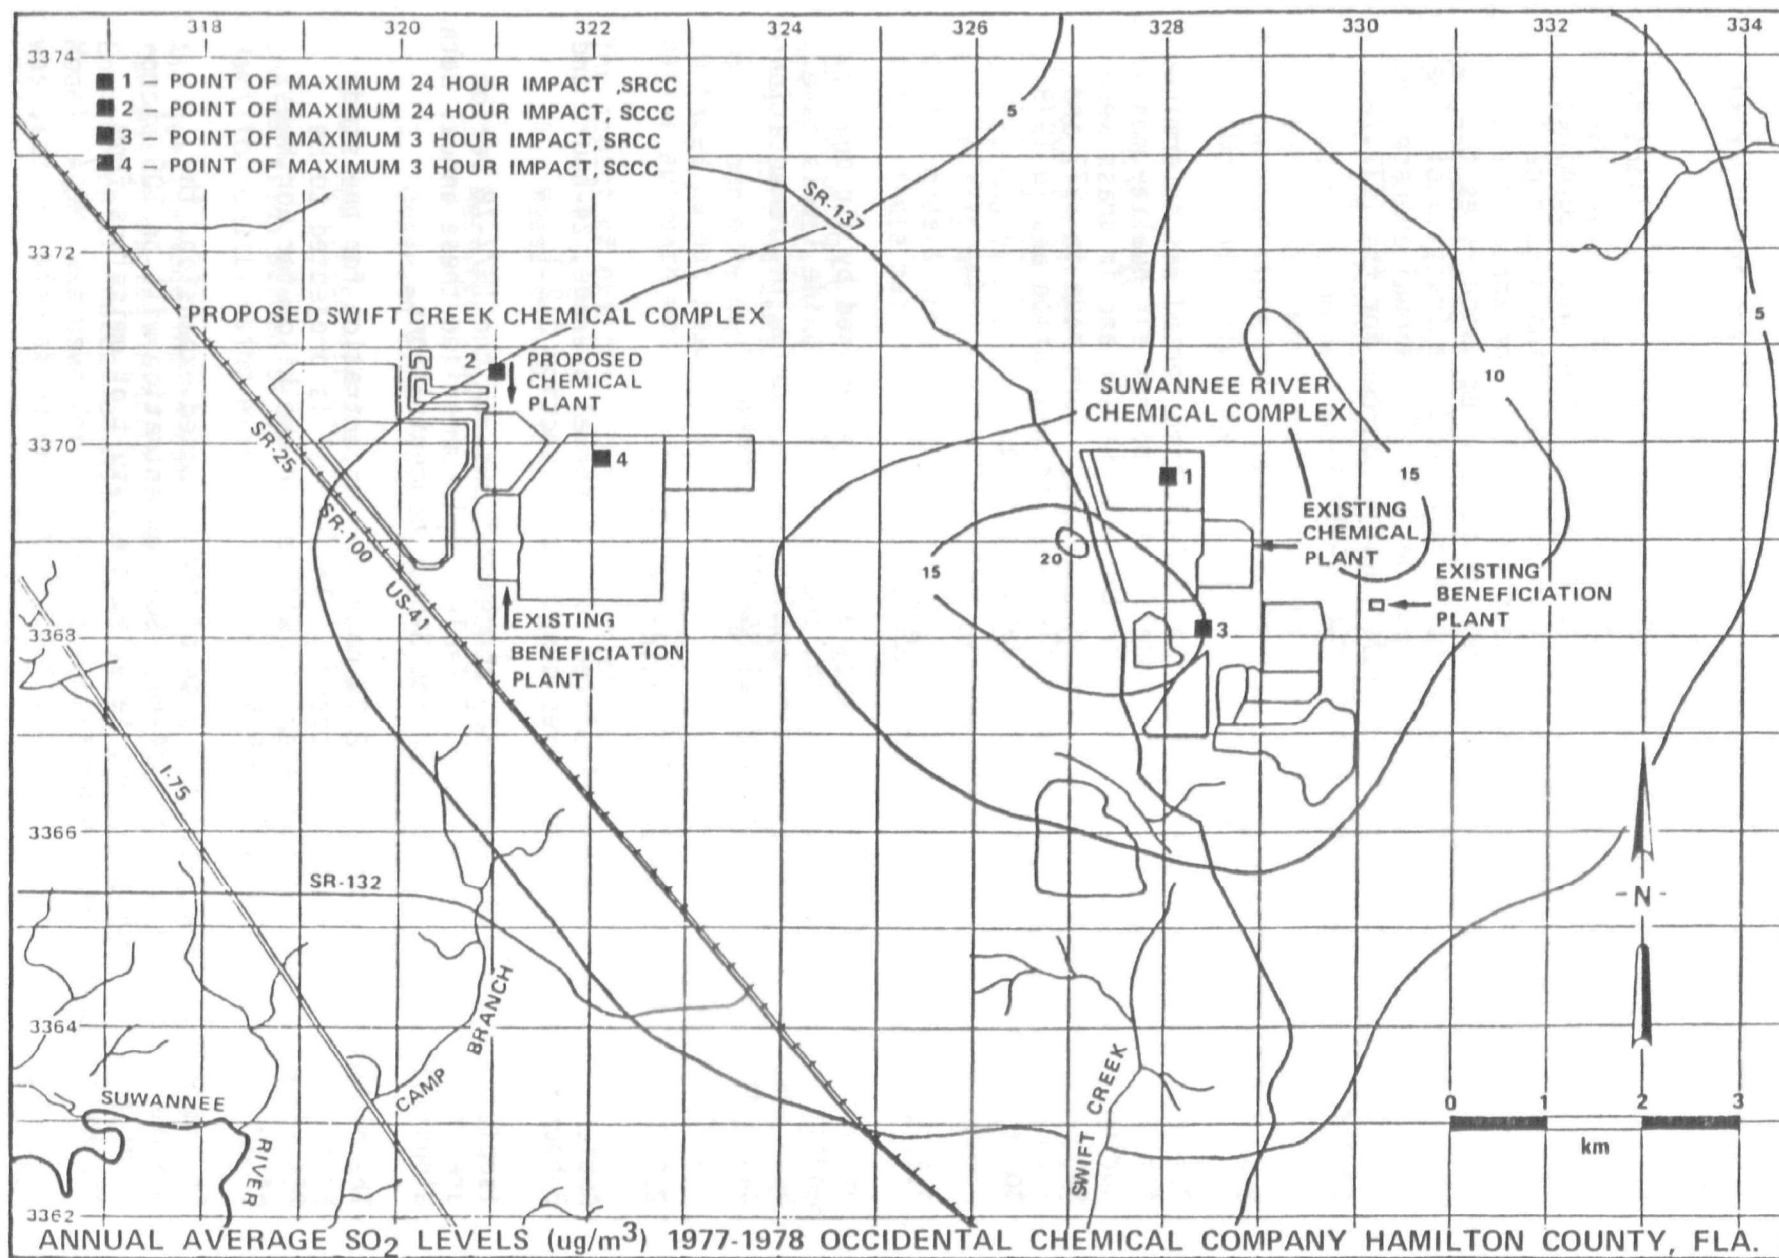 318 320 322 324 326 328 330 332 334
3374
1 - POINT OF MAXIMUM 24 HOUR IMPACT ,SRCC
2 - POINT OF MAXIMUM 24 HOUR IMPACT, SCCC
3 - POINT OF MAXIMUM 3 HOUR IMPACT, SRCC
4 - POINT OF MAXIMUM 3 HOUR IMPACT, SCCC
5
SR-137
3372
5
PROPOSED SWIFT CREEK CHEMICAL COMPLEX
2
PROPOSED
CHEMICAL
PLANT
10
SUWANNEE RIVER
CHEMICAL COMPLEX
3370
SR-25
4
1
15
SR-100
EXISTING
CHEMICAL
PLANT
20
15
US-41
EXISTING
BENEFICIATION
PLANT
3368
EXISTING
BENEFICIATION
PLANT
3
I-75
3366
SR-132
N
3364
CAMP BRANCH
SWIFT CREEK
SUWANNEE
RIVER
0 1 2 3
km
3362
ANNUAL AVERAGE SO2 LEVELS (ug/m3) 1977-1978 OCCIDENTAL CHEMICAL COMPANY HAMILTON COUNTY, FLA.